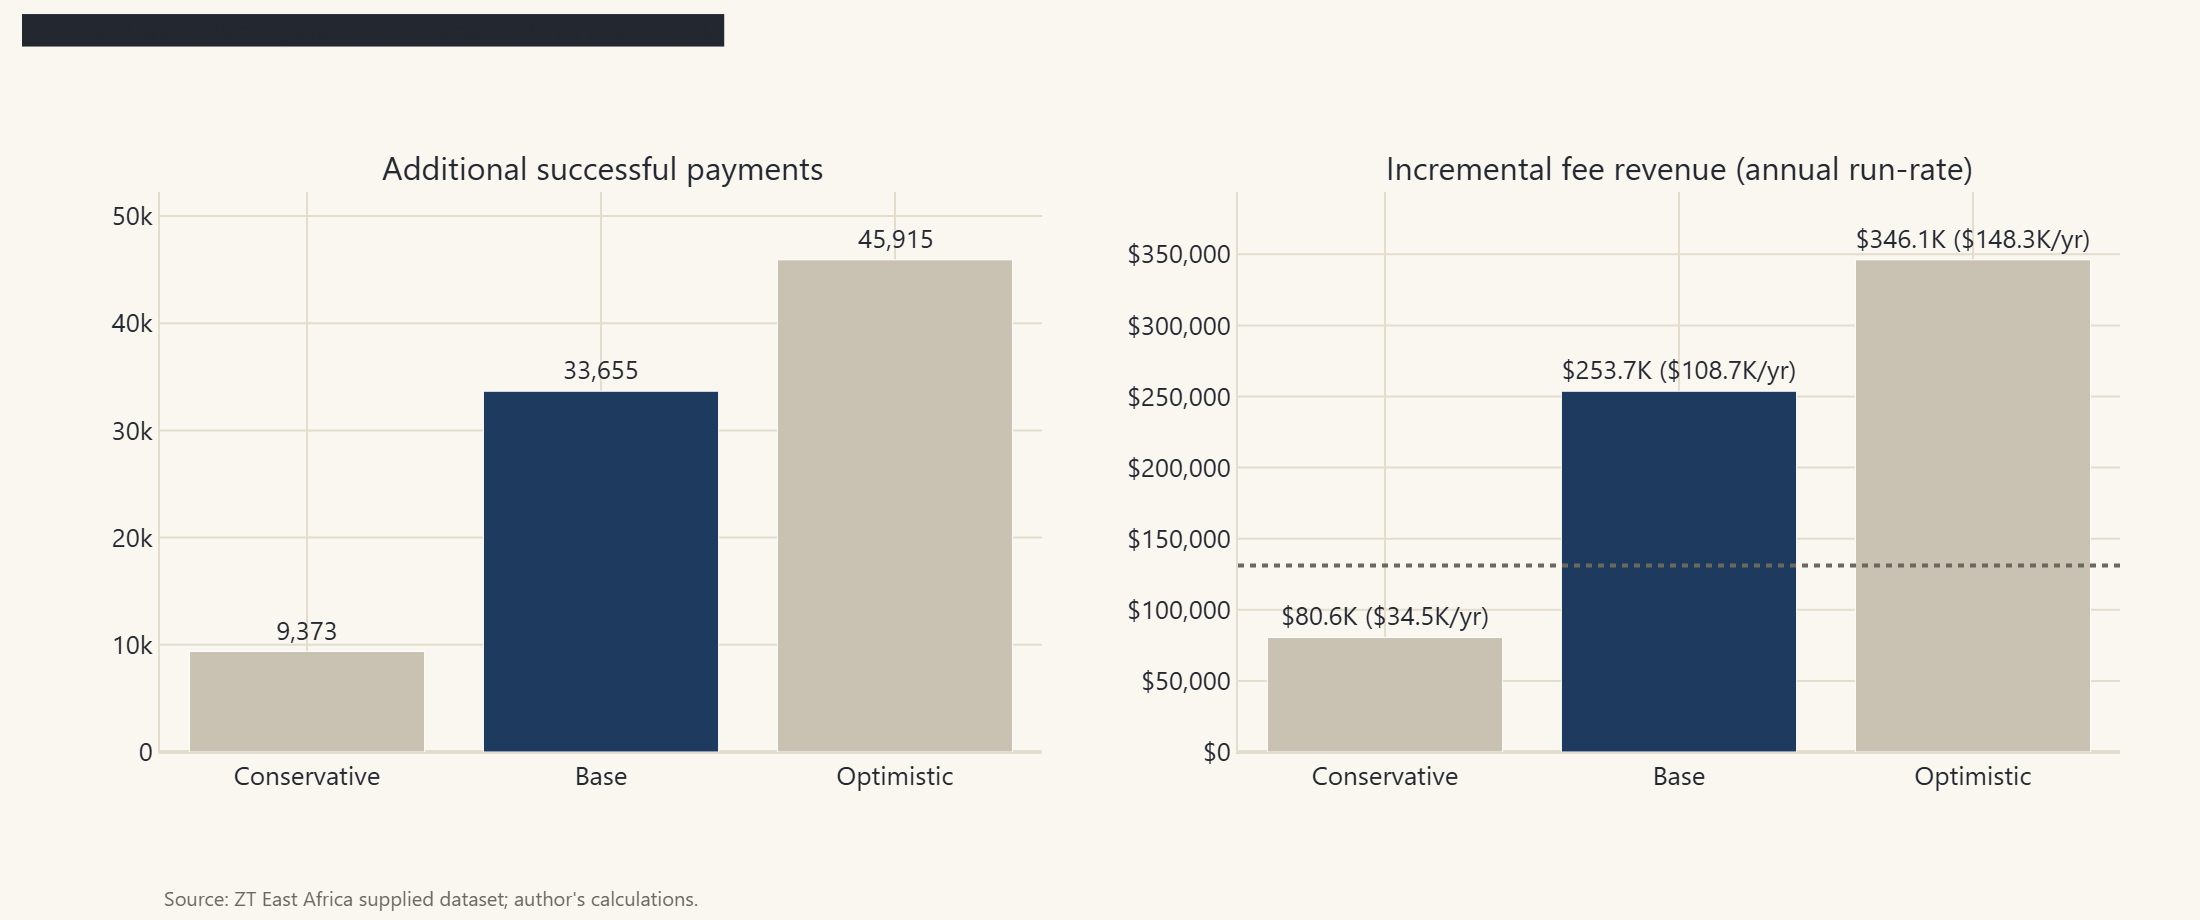 Additional successful payments
50k
40k
30k
20k
10k
0
9,373
33,655
45,915
Conservative
Base
Optimistic
Incremental fee revenue (annual run-rate)
$350,000
$300,000
$250,000
$200,000
$150,000
$100,000
$50,000
$0
$80.6K ($34.5K/yr)
$253.7K ($108.7K/yr)
$346.1K ($148.3K/yr)
Conservative
Base
Optimistic
Source: ZT East Africa supplied dataset; author's calculations.